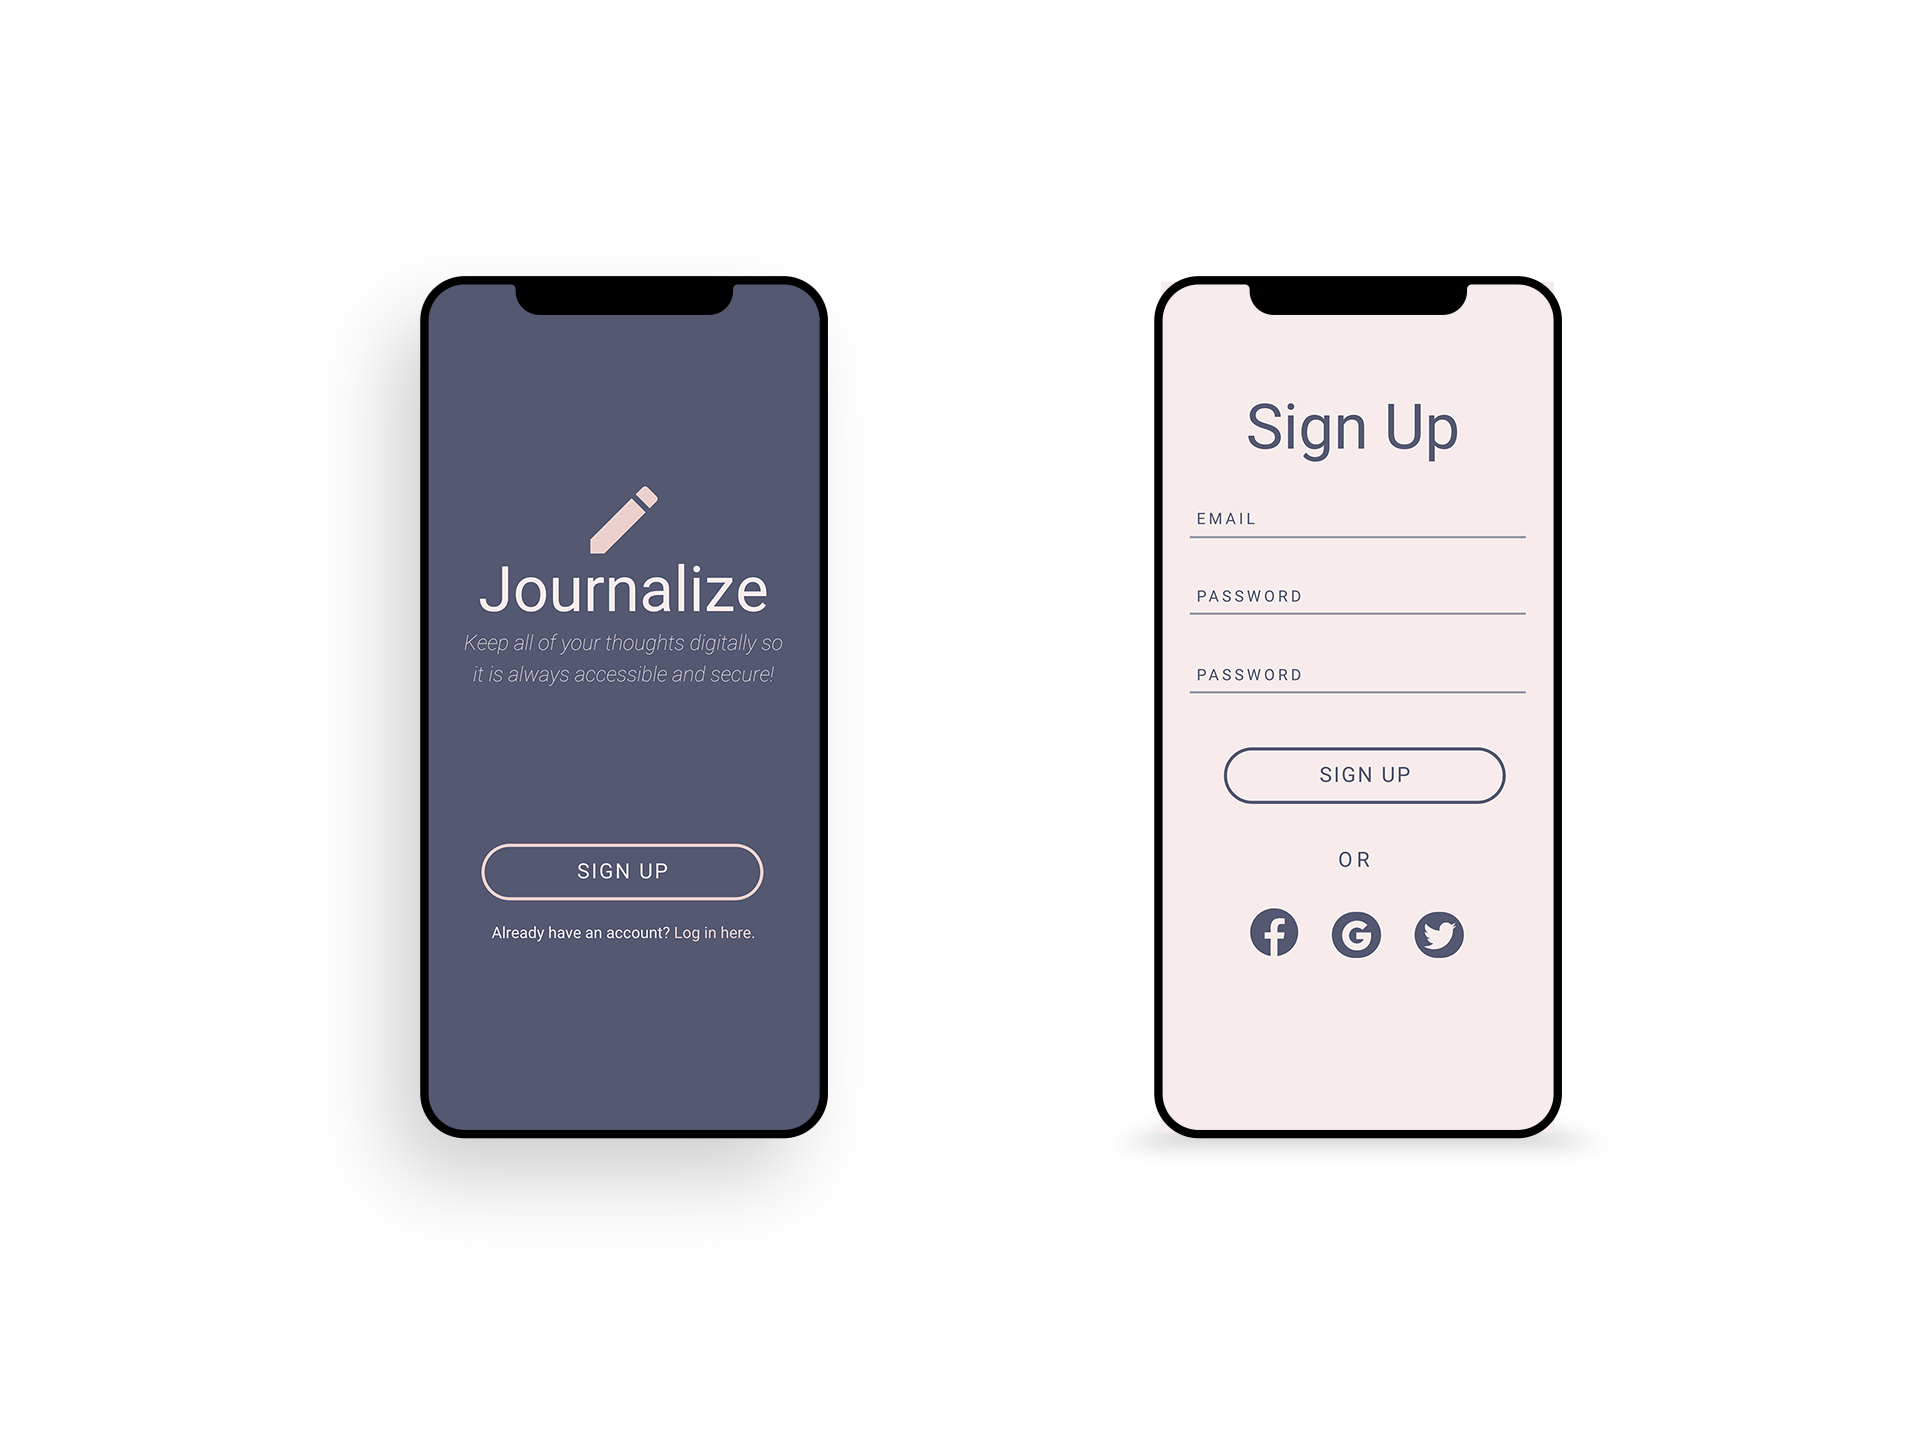 Journalize
Keep all of your thoughts digitally so
it is always accessible and secure!
SIGN UP
Already have an account? Log in here.
Sign Up
EMAIL
PASSWORD
PASSWORD
SIGN UP
OR